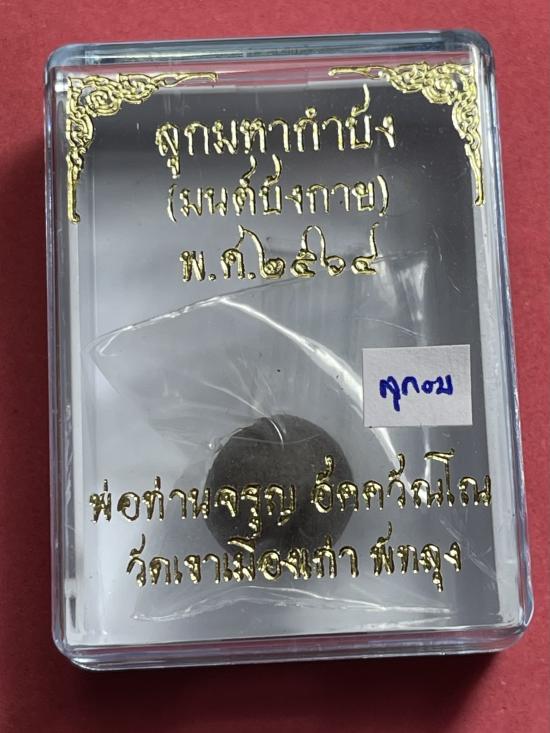 ลูกมหากำบัง
(มนต์บังกาย)
พ.ศ.๒๕๖๔
ลูกอม
พ่อท่านจรูญ อัคควัณโณ
วัดเขาเมืองเก่า พัทลุง